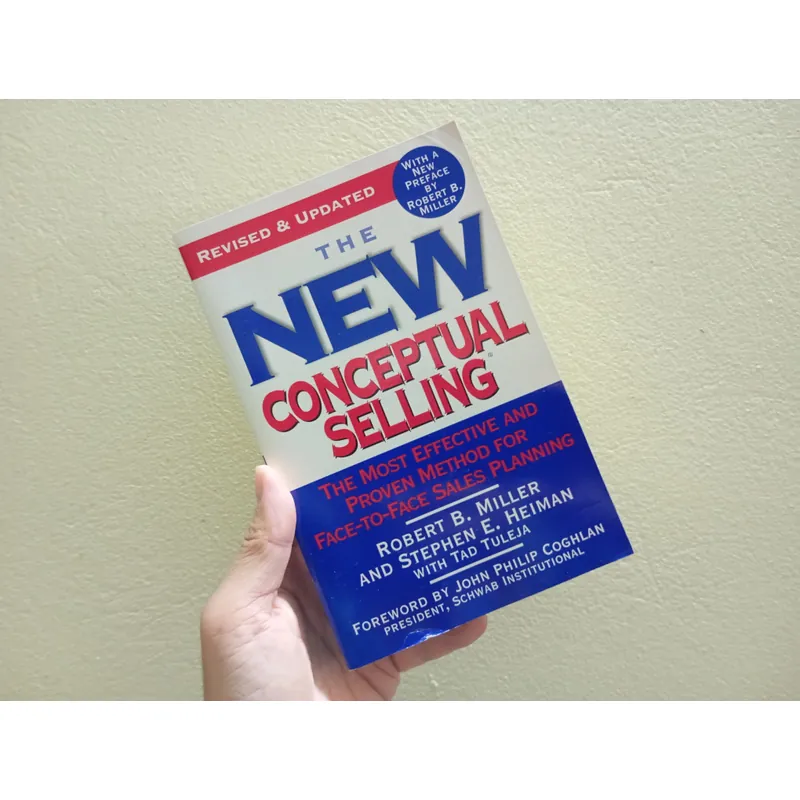 REVISED & UPDATED
WITH A
NEW
PREFACE
BY
ROBERT B.
MILLER
THE
NEW
CONCEPTUAL
SELLING®
THE MOST EFFECTIVE AND
PROVEN METHOD FOR
FACE-TO-FACE SALES PLANNING
ROBERT B. MILLER
AND STEPHEN E. HEIMAN
WITH TAD TULEJA
FOREWORD BY JOHN PHILIP COGHLAN
PRESIDENT, SCHWAB INSTITUTIONAL